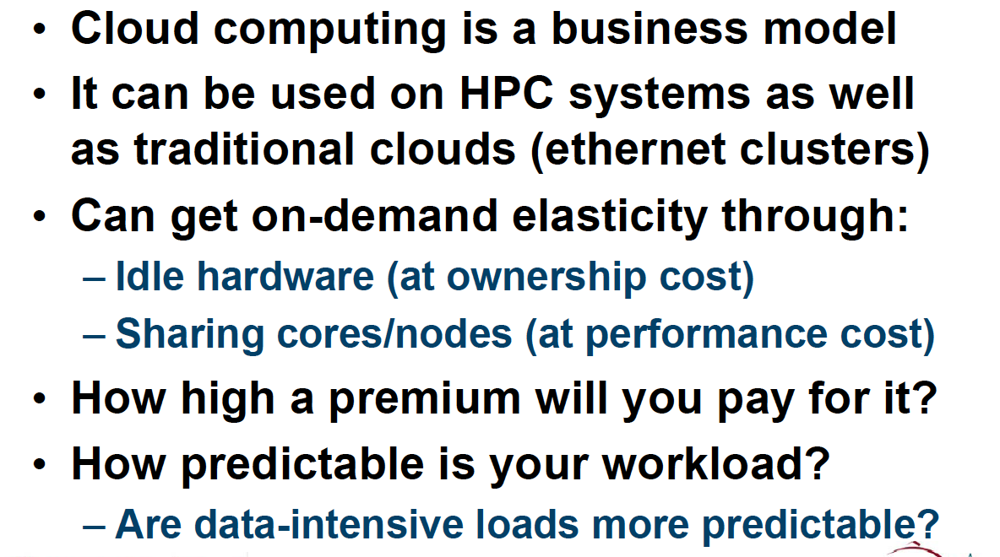 • Cloud computing is a business model
• It can be used on HPC systems as well
as traditional clouds (ethernet clusters)
• Can get on-demand elasticity through:
– Idle hardware (at ownership cost)
– Sharing cores/nodes (at performance cost)
• How high a premium will you pay for it?
• How predictable is your workload?
– Are data-intensive loads more predictable?